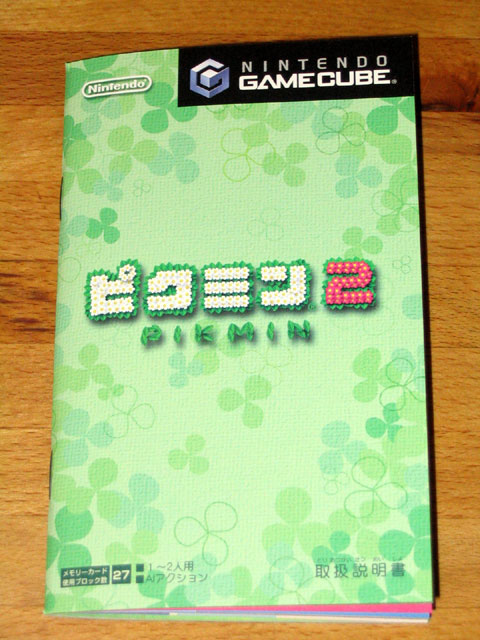 Nintendo
NINTENDO
GAMECUBE
ピクミン2
PIKMIN
メモリーカード
使用ブロック数
27
1〜2人用
AIアクション
取扱説明書